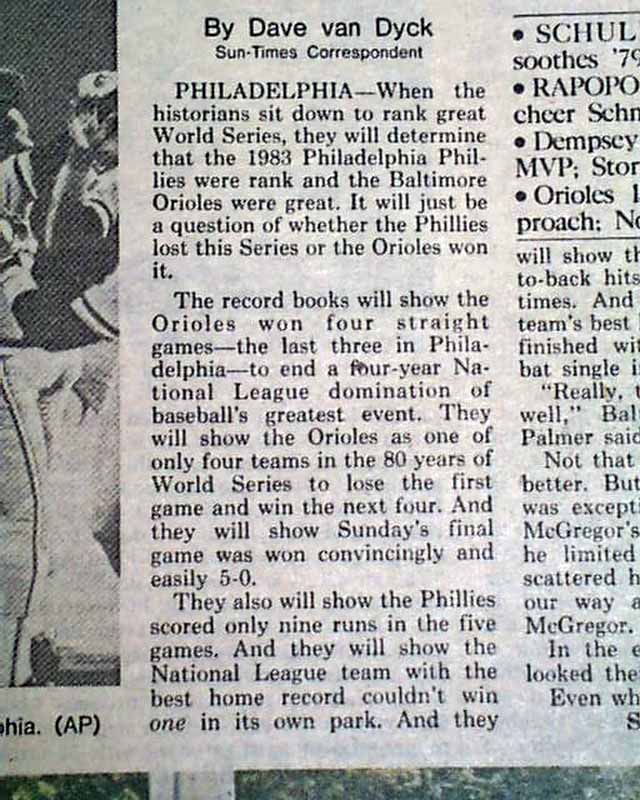 By Dave van Dyck
Sun-Times Correspondent
PHILADELPHIA—When the
historians sit down to rank great
World Series, they will determine
that the 1983 Philadelphia Phil-
lies were rank and the Baltimore
Orioles were great. It will just be
a question of whether the Phillies
lost this Series or the Orioles won
it.
The record books will show the
Orioles won four straight
games—the last three in Phila-
delphia—to end a four-year Na-
tional League domination of
baseball's greatest event. They
will show the Orioles as one of
only four teams in the 80 years of
World Series to lose the first
game and win the next four. And
they will show Sunday's final
game was won convincingly and
easily 5-0.
They also will show the Phillies
scored only nine runs in the five
games. And they will show the
National League team with the
best home record couldn't win
one in its own park. And they
• SCHUL
soothes '79
• RAPOPO
cheer Schm
• Dempsey
MVP; Stor
• Orioles
proach; No
will show th
to-back hits
times. And
team's best
finished wit
bat single i
"Really, t
well," Bal
Palmer said
Not that
better. But
was excepti
McGregor's
he limited
scattered h
our way a
McGregor.
In the e
looked the
Even wh
S
phia. (AP)